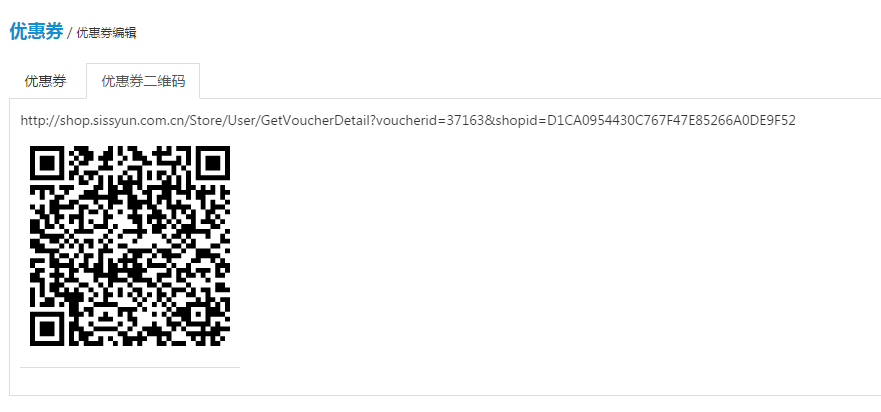 优惠券 / 优惠券编辑
优惠券 优惠券二维码
http://shop.sissyun.com.cn/Store/User/GetVoucherDetail?voucherid=37163&shopid=D1CA0954430C767F47E85266A0DE9F52